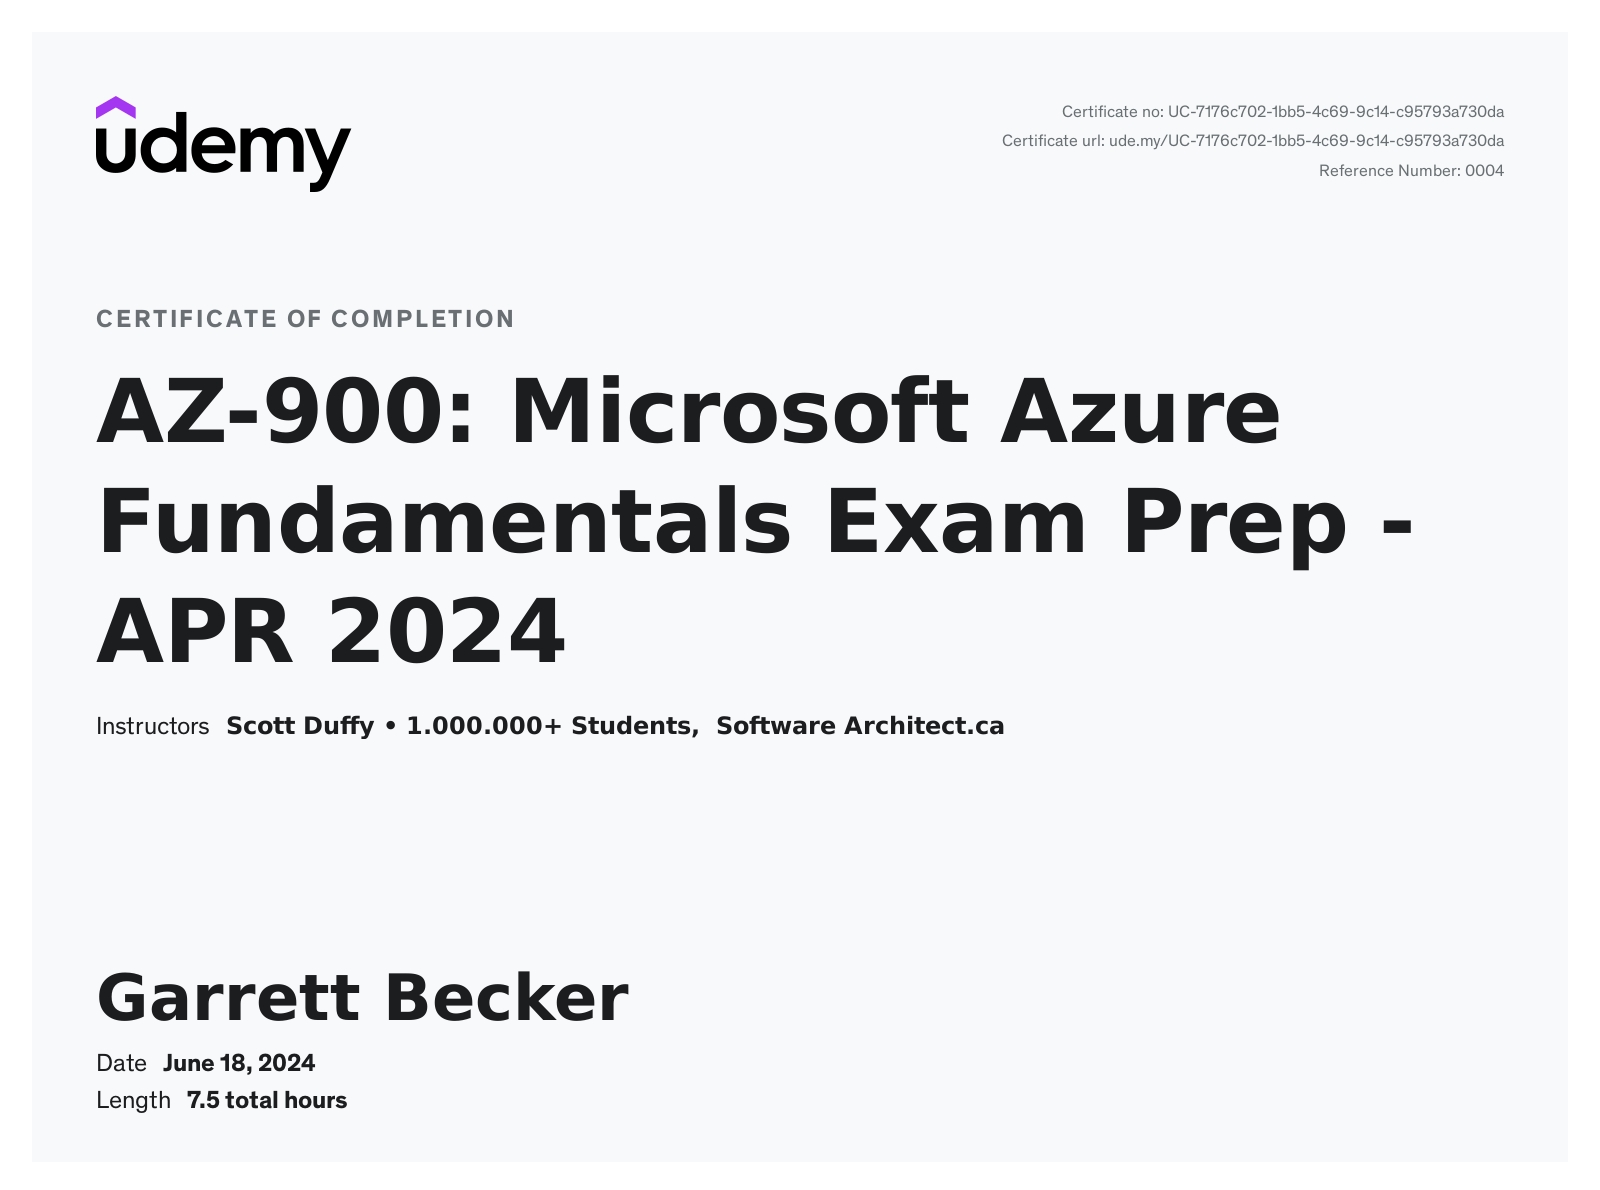 udemy
Certificate no: UC-7176c702-1bb5-4c69-9c14-c95793a730da
Certificate url: ude.my/UC-7176c702-1bb5-4c69-9c14-c95793a730da
Reference Number: 0004
CERTIFICATE OF COMPLETION
AZ-900: Microsoft Azure
Fundamentals Exam Prep -
APR 2024
Instructors Scott Duffy • 1.000.000+ Students, Software Architect.ca
Garrett Becker
Date June 18, 2024
Length 7.5 total hours